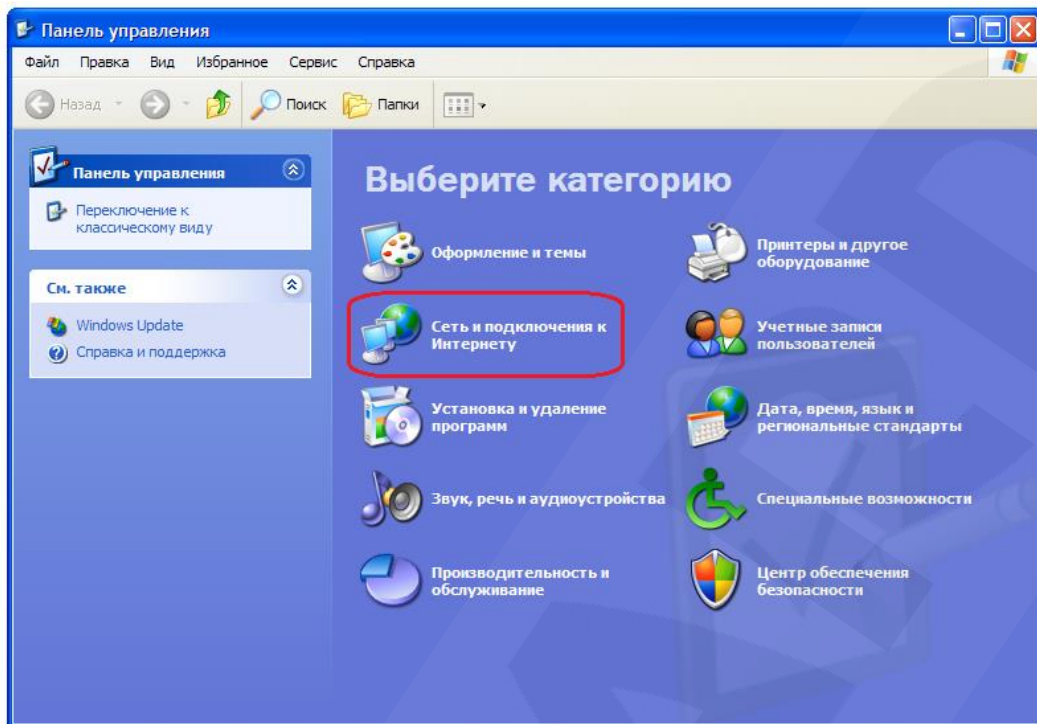 Панель управления
Файл Правка Вид Избранное Сервис Справка
Назад Поиск Папки
Панель управления
Переключение к
классическому виду
См. также
Windows Update
Справка и поддержка
Выберите категорию
Оформление и темы
Принтеры и другое
оборудование
Сеть и подключения к
Интернету
Учетные записи
пользователей
Установка и удаление
программ
Дата, время, язык и
региональные стандарты
Звук, речь и аудиоустройства
Специальные возможности
Производительность и
обслуживание
Центр обеспечения
безопасности